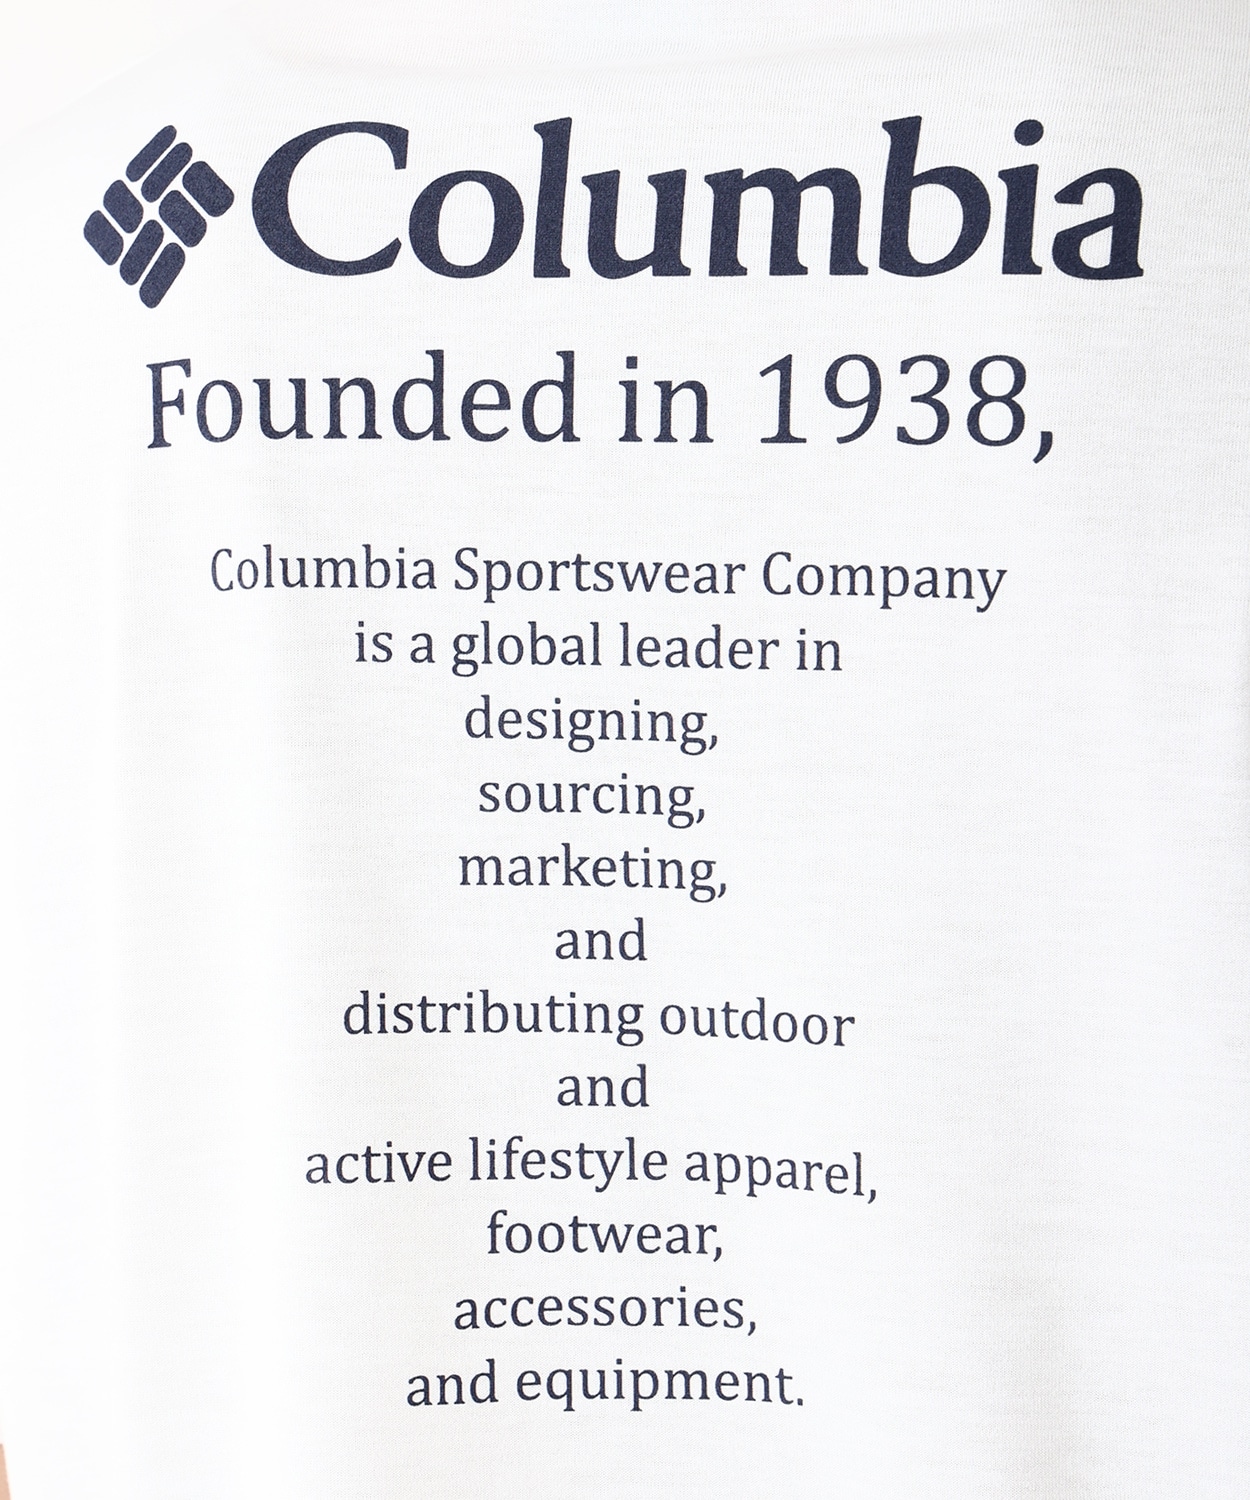 Columbia
Founded in 1938,
Columbia Sportswear Company
is a global leader in
designing,
sourcing,
marketing,
and
distributing outdoor
and
active lifestyle apparel,
footwear,
accessories,
and equipment.